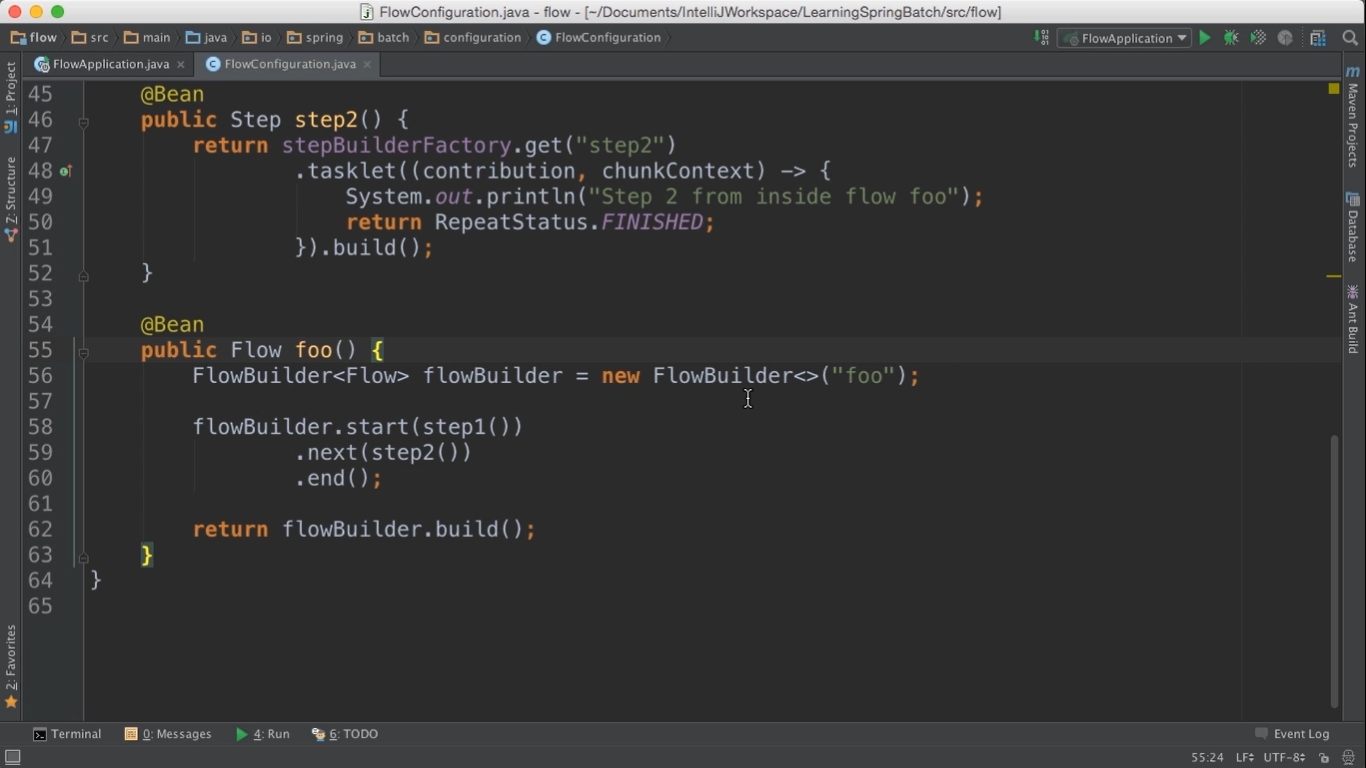 FlowConfiguration.java - flow - [~/Documents/IntelliJWorkspace/LearningSpringBatch/src/flow]
flow src main java io spring batch configuration FlowConfiguration FlowApplication
FlowApplication.java FlowConfiguration.java
1: Project
2: Structure
2: Favorites
45 @Bean
46 public Step step2() {
47 return stepBuilderFactory.get("step2")
48 .tasklet((contribution, chunkContext) -> {
49 System.out.println("Step 2 from inside flow foo");
50 return RepeatStatus.FINISHED;
51 }).build();
52 }
53
54 @Bean
55 public Flow foo() {
56 FlowBuilder<Flow> flowBuilder = new FlowBuilder<>("foo");
57
58 flowBuilder.start(step1())
59 .next(step2())
60 .end();
61
62 return flowBuilder.build();
63 }
64 }
65
Maven Projects
Database
Ant Build
Terminal 0: Messages 4: Run 6: TODO Event Log
55:24 LF UTF-8